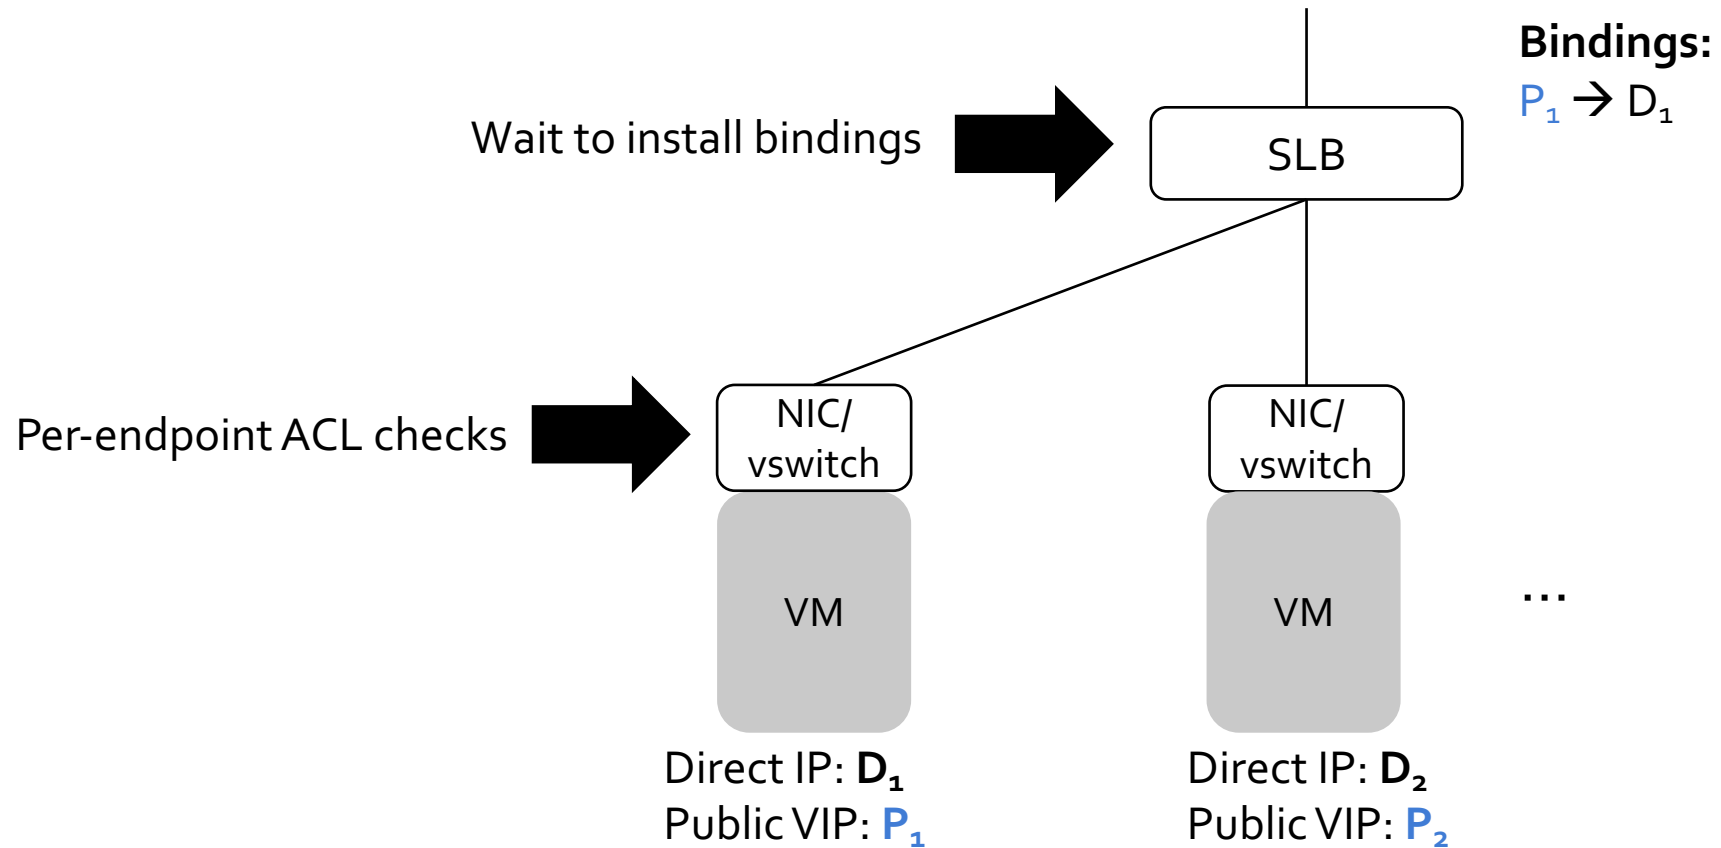 Bindings:
P₁ → D₁
Wait to install bindings
SLB
Per-endpoint ACL checks
NIC/
vswitch
NIC/
vswitch
VM
VM
...
Direct IP: D₁
Public VIP: P₁
Direct IP: D₂
Public VIP: P₂